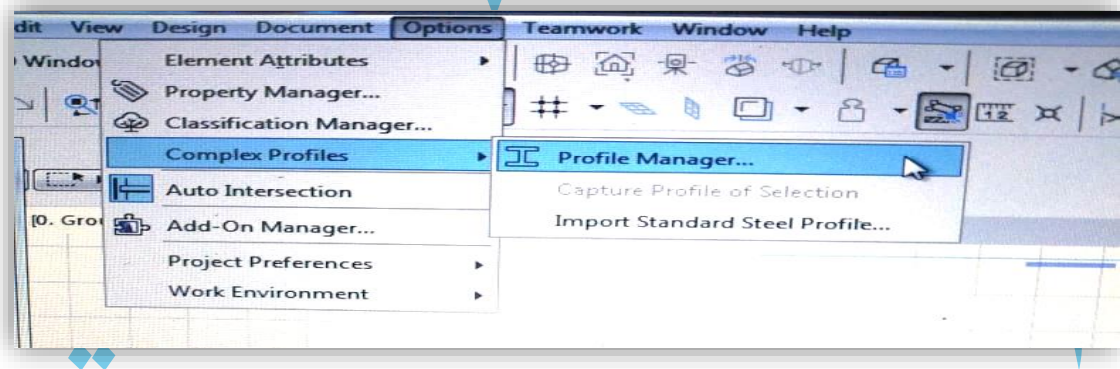 dit View Design Document Options Teamwork Window Help
Windo
Element Attributes
Property Manager...
Classification Manager...
Complex Profiles
Profile Manager...
Auto Intersection
Capture Profile of Selection
[0. Gro
Add-On Manager...
Import Standard Steel Profile...
Project Preferences
Work Environment